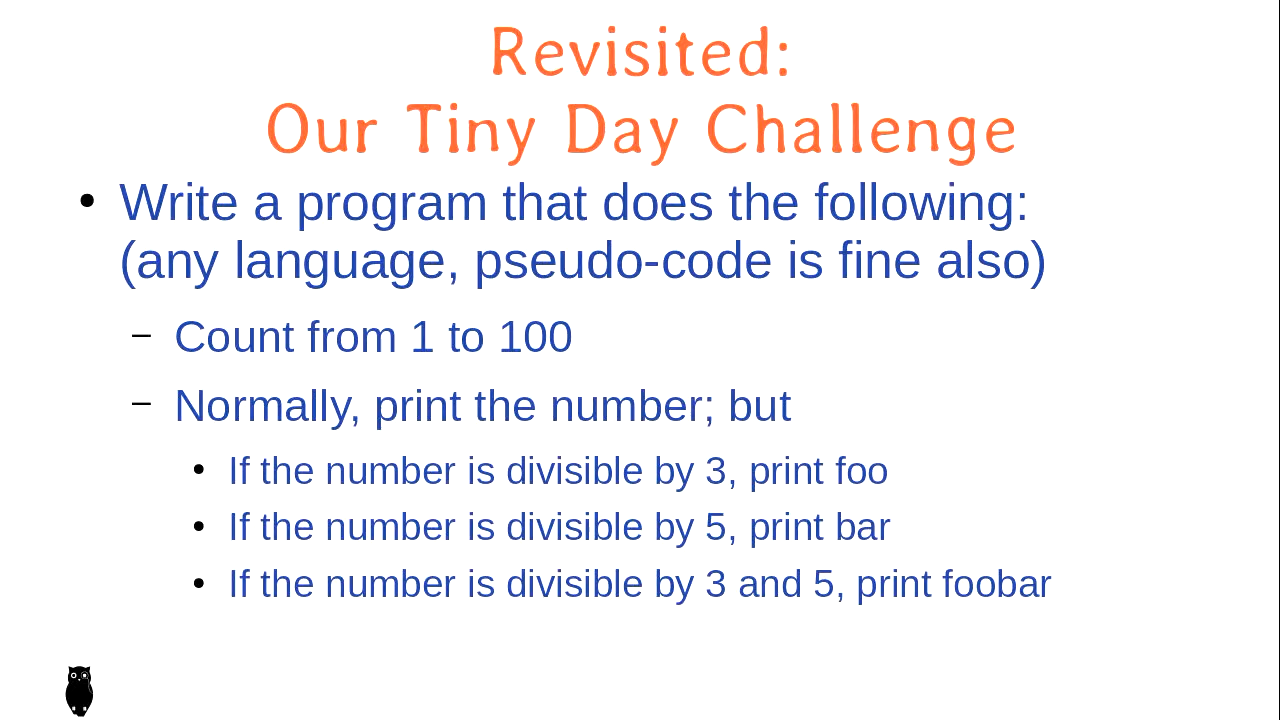 Revisited:
Our Tiny Day Challenge
• Write a program that does the following:
(any language, pseudo-code is fine also)
– Count from 1 to 100
– Normally, print the number; but
• If the number is divisible by 3, print foo
• If the number is divisible by 5, print bar
• If the number is divisible by 3 and 5, print foobar